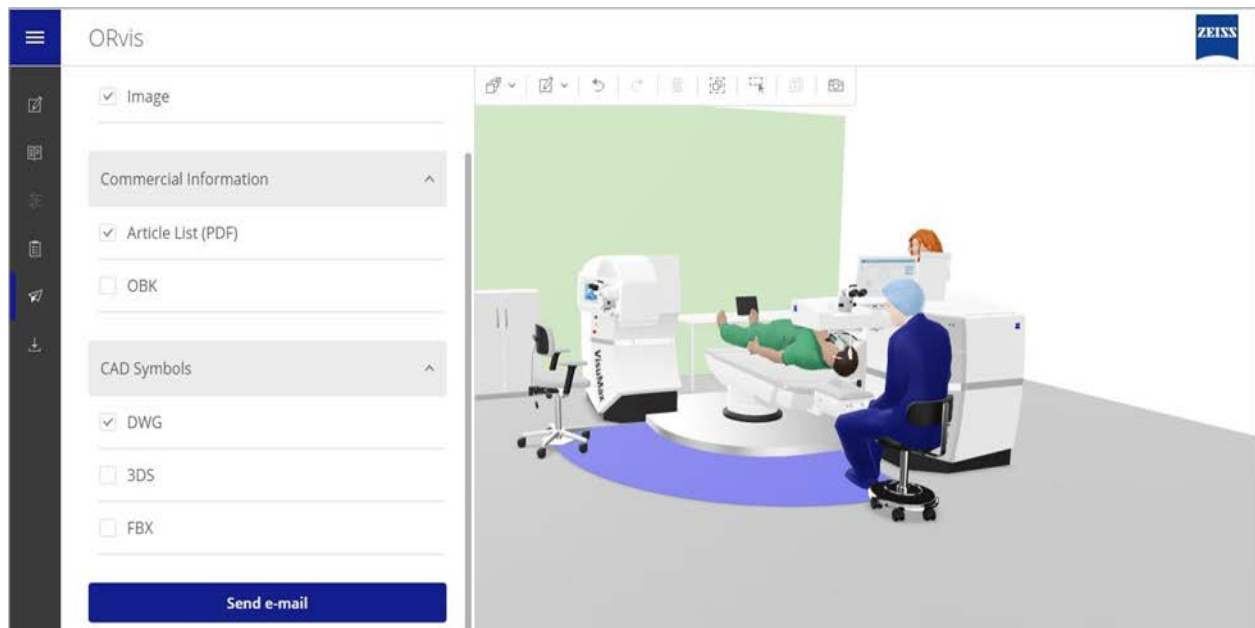 ORvis
ZEISS
Image
Commercial Information
Article List (PDF)
OBK
CAD Symbols
DWG
3DS
FBX
Send e-mail
VisuMax